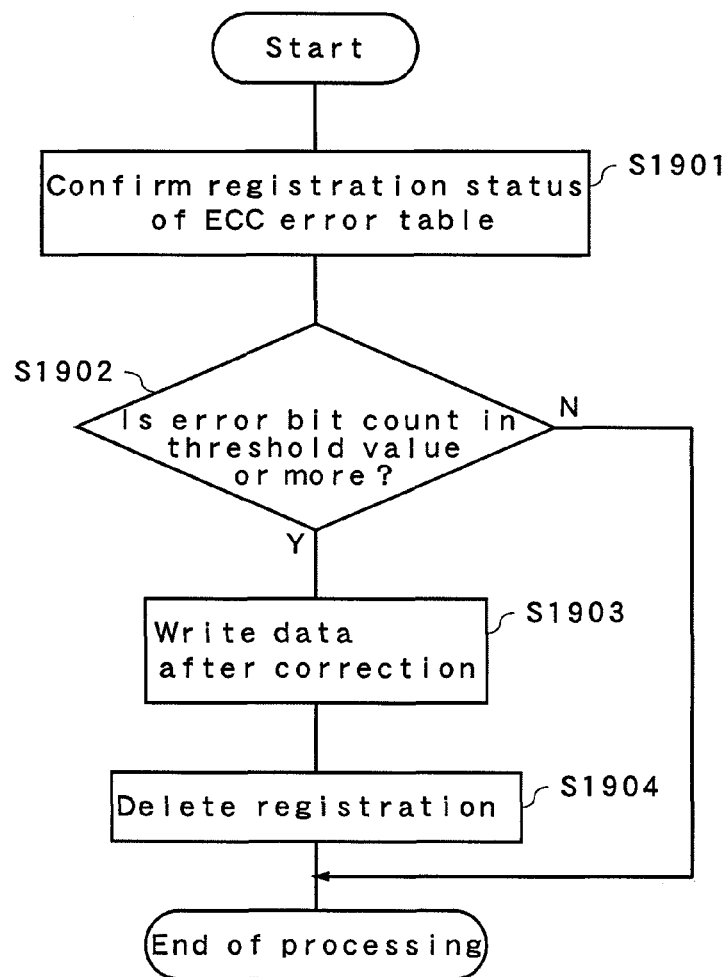 Start
S1901
Confirm registration status
of ECC error table
S1902
Is error bit count in
threshold value
or more?
N
Y
S1903
Write data
after correction
S1904
Delete registration
End of processing